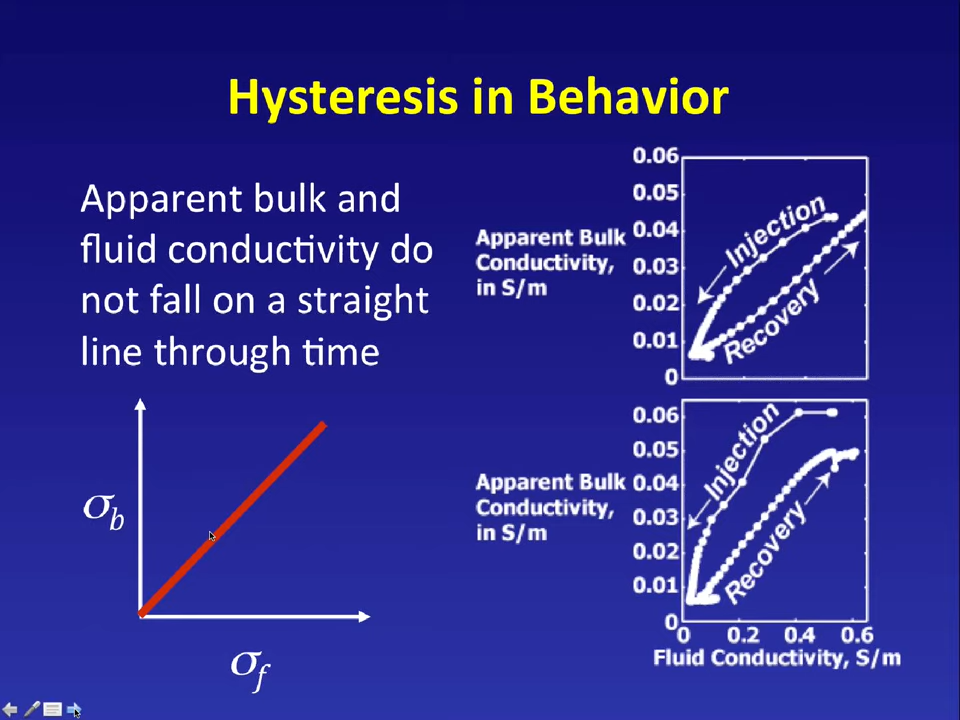 Hysteresis in Behavior
Apparent bulk and
fluid conductivity do
not fall on a straight
line through time
σb
σf
Apparent Bulk
Conductivity,
in S/m
0.06
0.05
0.04
0.03
0.02
0.01
0
Injection
Recovery
Apparent Bulk
Conductivity,
in S/m
0.06
0.05
0.04
0.03
0.02
0.01
0
Injection
Recovery
0 0.2 0.4 0.6
Fluid Conductivity, S/m